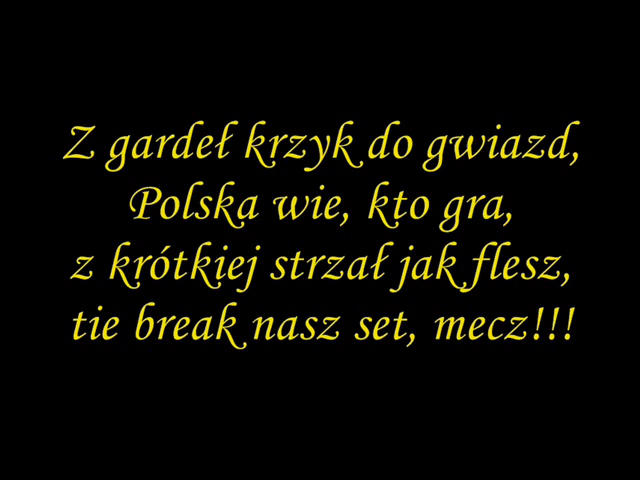 Z gardeł krzyk do gwiazd,
Polska wie, kto gra,
z krótkiej strzał jak flesz,
tie break nasz set, mecz!!!